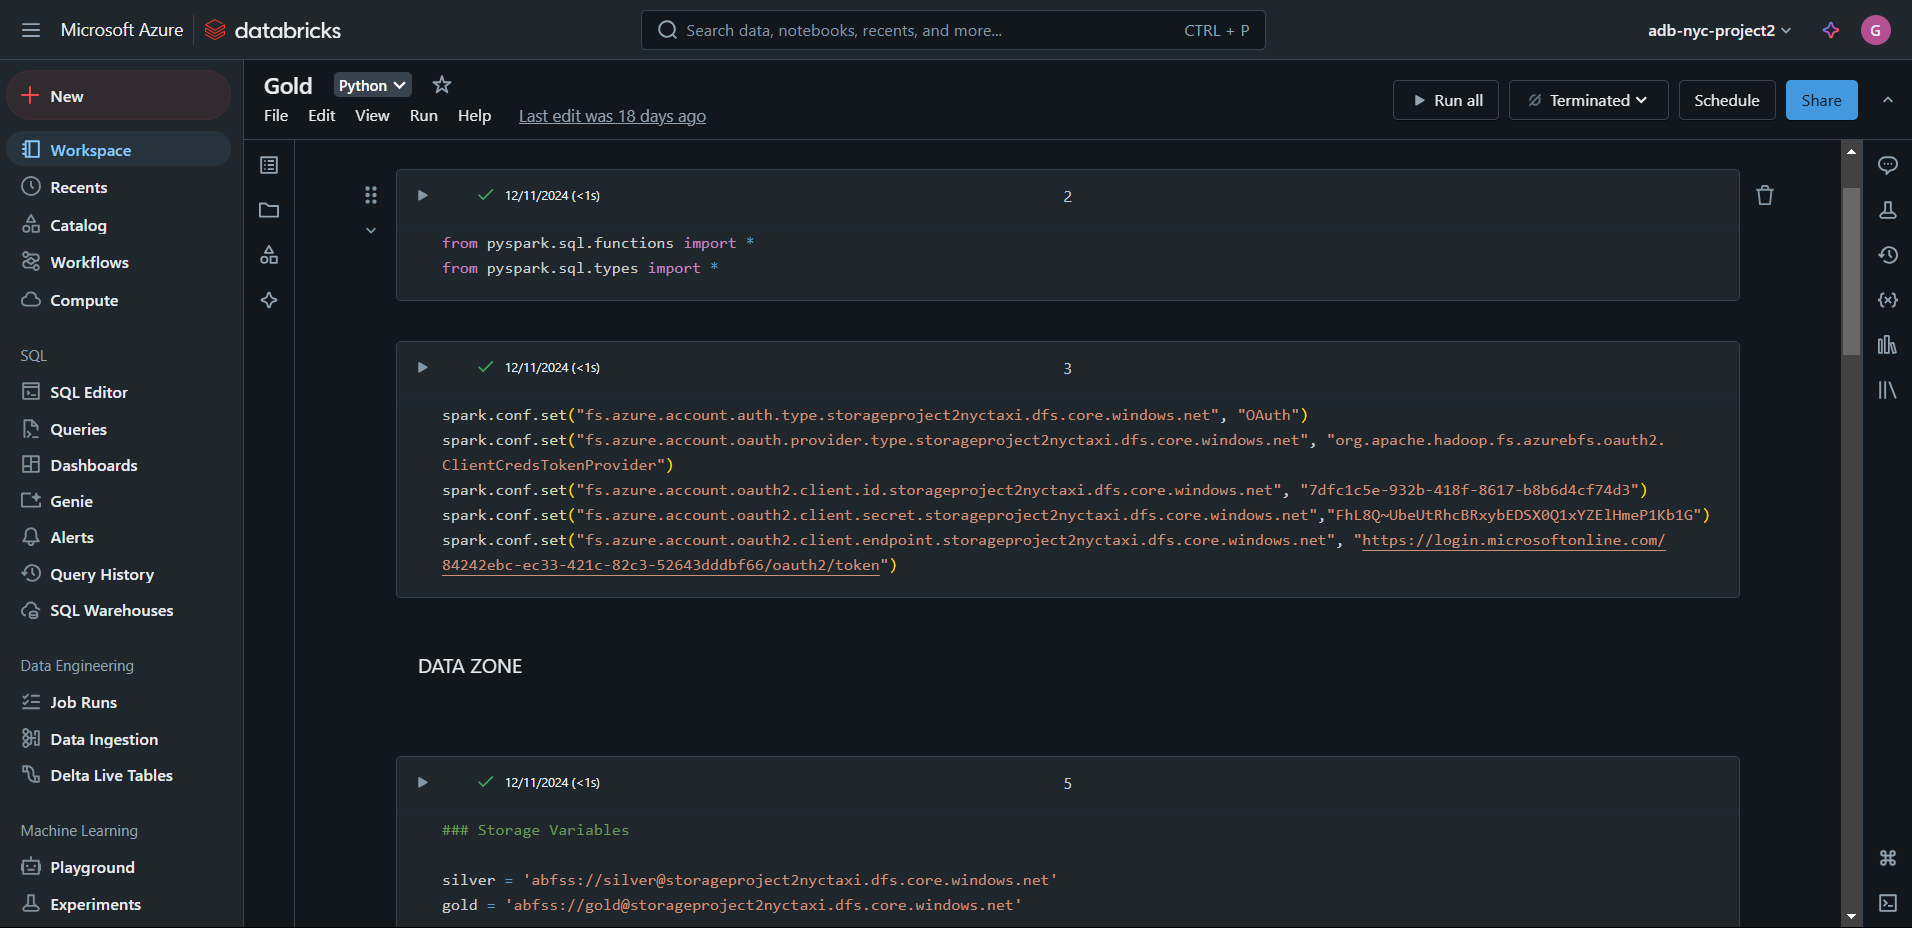 Microsoft Azure databricks
Search data, notebooks, recents, and more... CTRL + P
adb-nyc-project2 G
New
Workspace
Recents
Catalog
Workflows
Compute
SQL
SQL Editor
Queries
Dashboards
Genie
Alerts
Query History
SQL Warehouses
Data Engineering
Job Runs
Data Ingestion
Delta Live Tables
Machine Learning
Playground
Experiments
Gold Python
File Edit View Run Help Last edit was 18 days ago
Run all Terminated Schedule Share
12/11/2024 (<1s) 2
from pyspark.sql.functions import *
from pyspark.sql.types import *
12/11/2024 (<1s) 3
spark.conf.set("fs.azure.account.auth.type.storageproject2nyctaxi.dfs.core.windows.net", "OAuth")
spark.conf.set("fs.azure.account.oauth.provider.type.storageproject2nyctaxi.dfs.core.windows.net", "org.apache.hadoop.fs.azurebfs.oauth2.
ClientCredsTokenProvider")
spark.conf.set("fs.azure.account.oauth2.client.id.storageproject2nyctaxi.dfs.core.windows.net", "7dfc1c5e-932b-418f-8617-b8b6d4cf74d3")
spark.conf.set("fs.azure.account.oauth2.client.secret.storageproject2nyctaxi.dfs.core.windows.net","FhL8Q~UbeUtRhcBRxybEDSX0Q1xYZElHmeP1Kb1G")
spark.conf.set("fs.azure.account.oauth2.client.endpoint.storageproject2nyctaxi.dfs.core.windows.net", "https://login.microsoftonline.com/
84242ebc-ec33-421c-82c3-52643dddbf66/oauth2/token")
DATA ZONE
12/11/2024 (<1s) 5
### Storage Variables
silver = 'abfss://silver@storageproject2nyctaxi.dfs.core.windows.net'
gold = 'abfss://gold@storageproject2nyctaxi.dfs.core.windows.net'